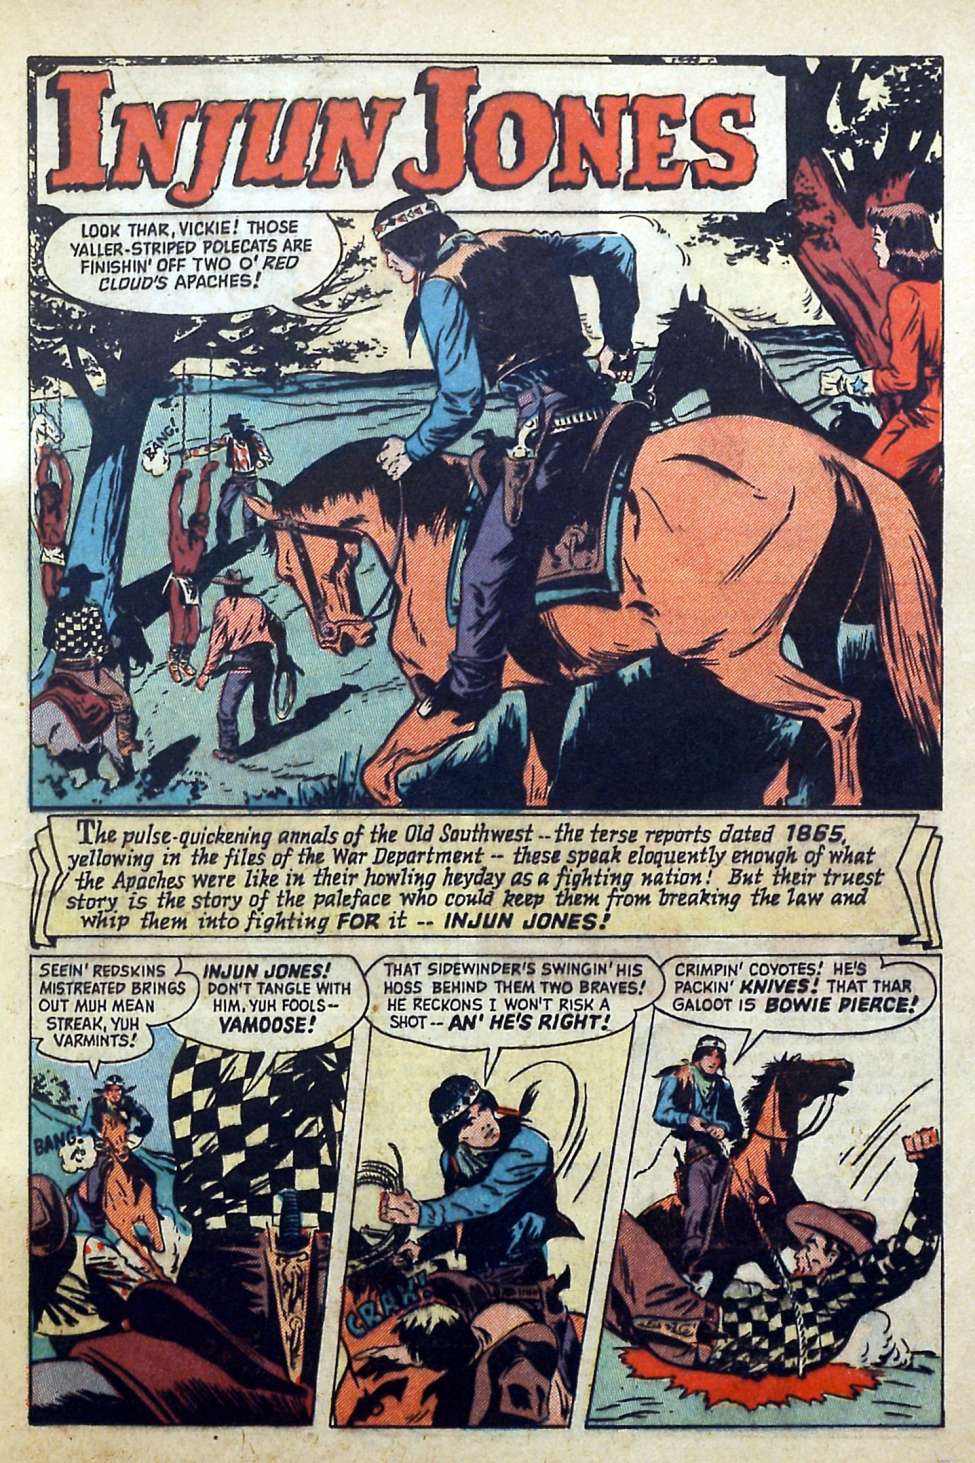 INJUN JONES
LOOK THAR, VICKIE! THOSE
YALLER-STRIPED POLECATS ARE
FINISHIN' OFF TWO O' RED
CLOUD'S APACHES!
BANG!
The pulse-quickening annals of the Old Southwest -- the terse reports dated 1865,
yellowing in the files of the War Department -- these speak eloquently enough of what
the Apaches were like in their howling heyday as a fighting nation! But their truest
story is the story of the paleface who could keep them from breaking the law and
whip them into fighting FOR it -- INJUN JONES!
SEEIN' REDSKINS
MISTREATED BRINGS
OUT MUH MEAN
STREAK, YUH
VARMINTS!
INJUN JONES!
DON'T TANGLE WITH
HIM, YUH FOOLS--
VAMOOSE!
BANG!
THAT SIDEWINDER'S SWINGIN' HIS
HOSS BEHIND THEM TWO BRAVES!
HE RECKONS I WON'T RISK A
SHOT-- AN' HE'S RIGHT!
CRAK!
CRIMPIN' COYOTES! HE'S
PACKIN' KNIVES! THAT THAR
GALOOT IS BOWIE PIERCE!